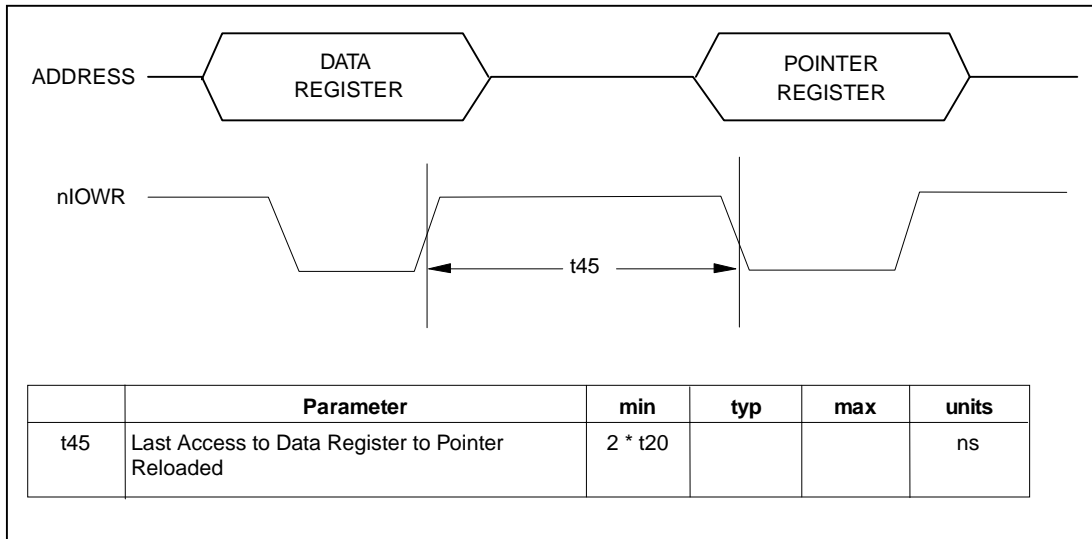 DATA
REGISTER
POINTER
REGISTER
ADDRESS
nIOWR
t45
Parameter min typ max units
t45 Last Access to Data Register to Pointer 2 * t20 ns
Reloaded